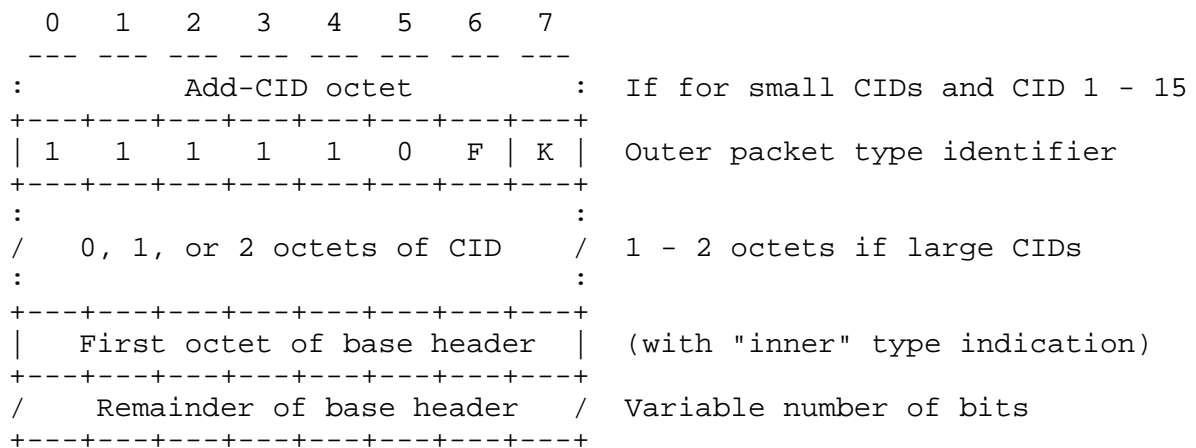 0   1   2   3   4   5   6   7
 --- --- --- --- --- --- --- ---
:         Add-CID octet         :  If for small CIDs and CID 1 - 15
+---+---+---+---+---+---+---+---+
| 1   1   1   1   1   0   F | K |  Outer packet type identifier
+---+---+---+---+---+---+---+---+
:                               :
/   0, 1, or 2 octets of CID    /  1 - 2 octets if large CIDs
:                               :
+---+---+---+---+---+---+---+---+
|   First octet of base header  |  (with "inner" type indication)
+---+---+---+---+---+---+---+---+
/    Remainder of base header   /  Variable number of bits
+---+---+---+---+---+---+---+---+